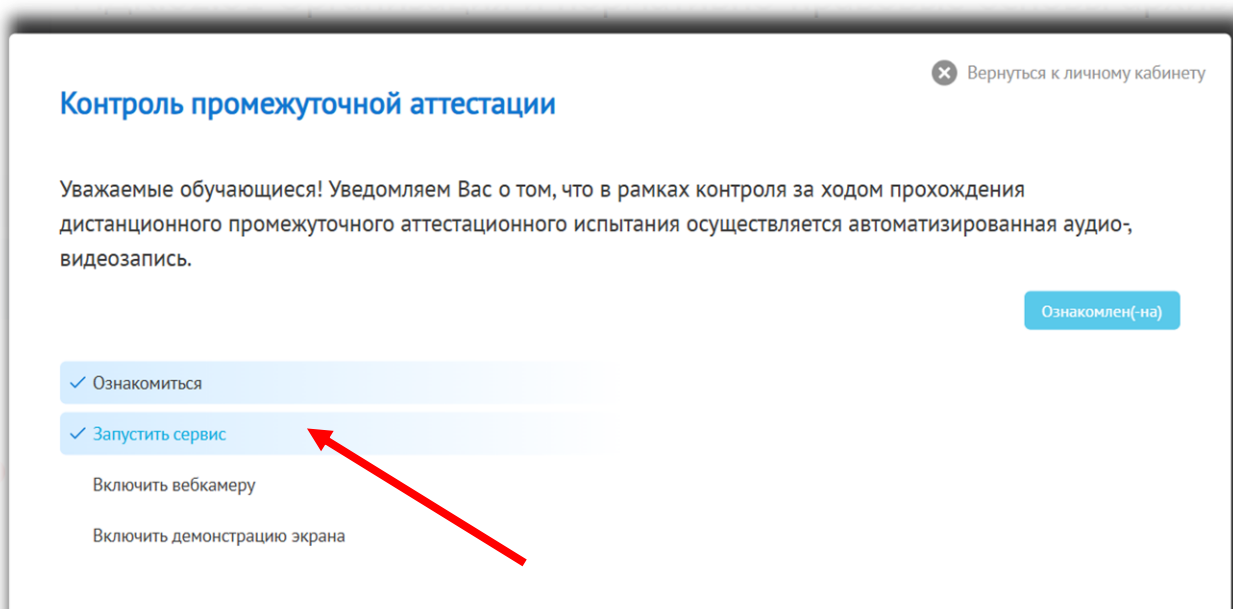 Вернуться к личному кабинету
Контроль промежуточной аттестации
Уважаемые обучающиеся! Уведомляем Вас о том, что в рамках контроля за ходом прохождения
дистанционного промежуточного аттестационного испытания осуществляется автоматизированная аудио-,
видеозапись.
Ознакомлен(-на)
Ознакомиться
Запустить сервис
Включить вебкамеру
Включить демонстрацию экрана